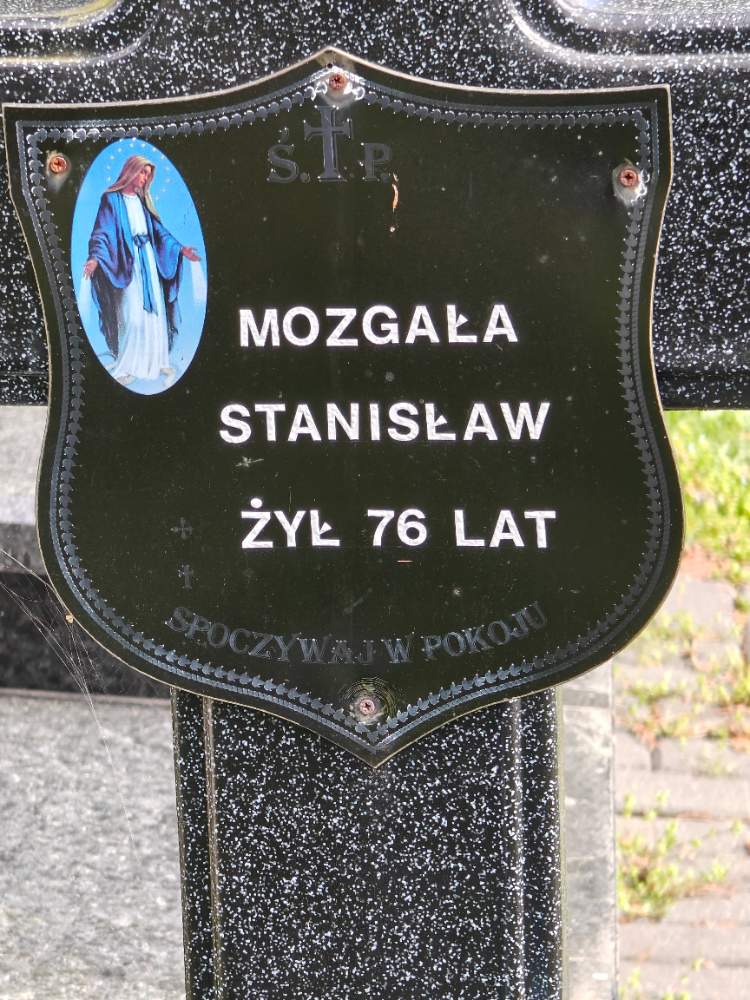 Ś. † P.
MOZGAŁA
STANISŁAW
ŻYŁ 76 LAT
SPOCZYWAJ W POKOJU